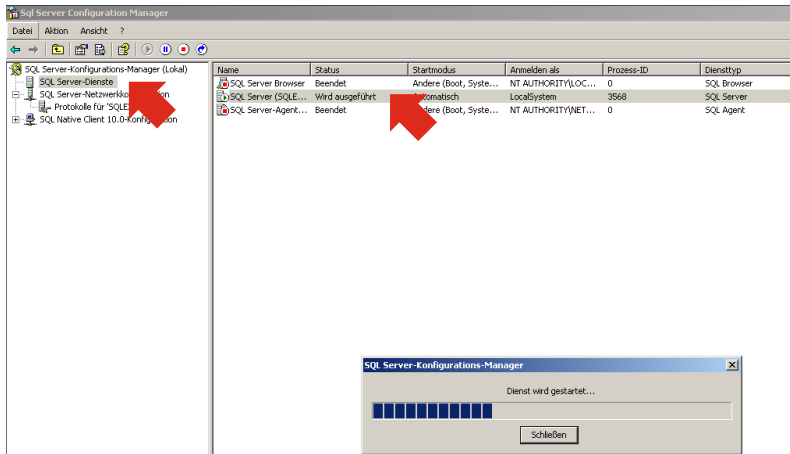 Sql Server Configuration Manager
Datei Aktion Ansicht ?
SQL Server-Konfigurations-Manager (Lokal)
SQL Server-Dienste
SQL Server-Netzwerkko
Protokolle für 'SQLE
SQL Native Client 10.0-Konfiguration
Name Status Startmodus Anmelden als Prozess-ID Diensttyp
SQL Server Browser Beendet Andere (Boot, Syste... NT AUTHORITY\LOC... 0 SQL Browser
SQL Server (SQLE... Wird ausgeführt Automatisch LocalSystem 3568 SQL Server
SQL Server-Agent... Beendet Andere (Boot, Syste... NT AUTHORITY\NET... 0 SQL Agent
SQL Server-Konfigurations-Manager
Dienst wird gestartet...
Schließen